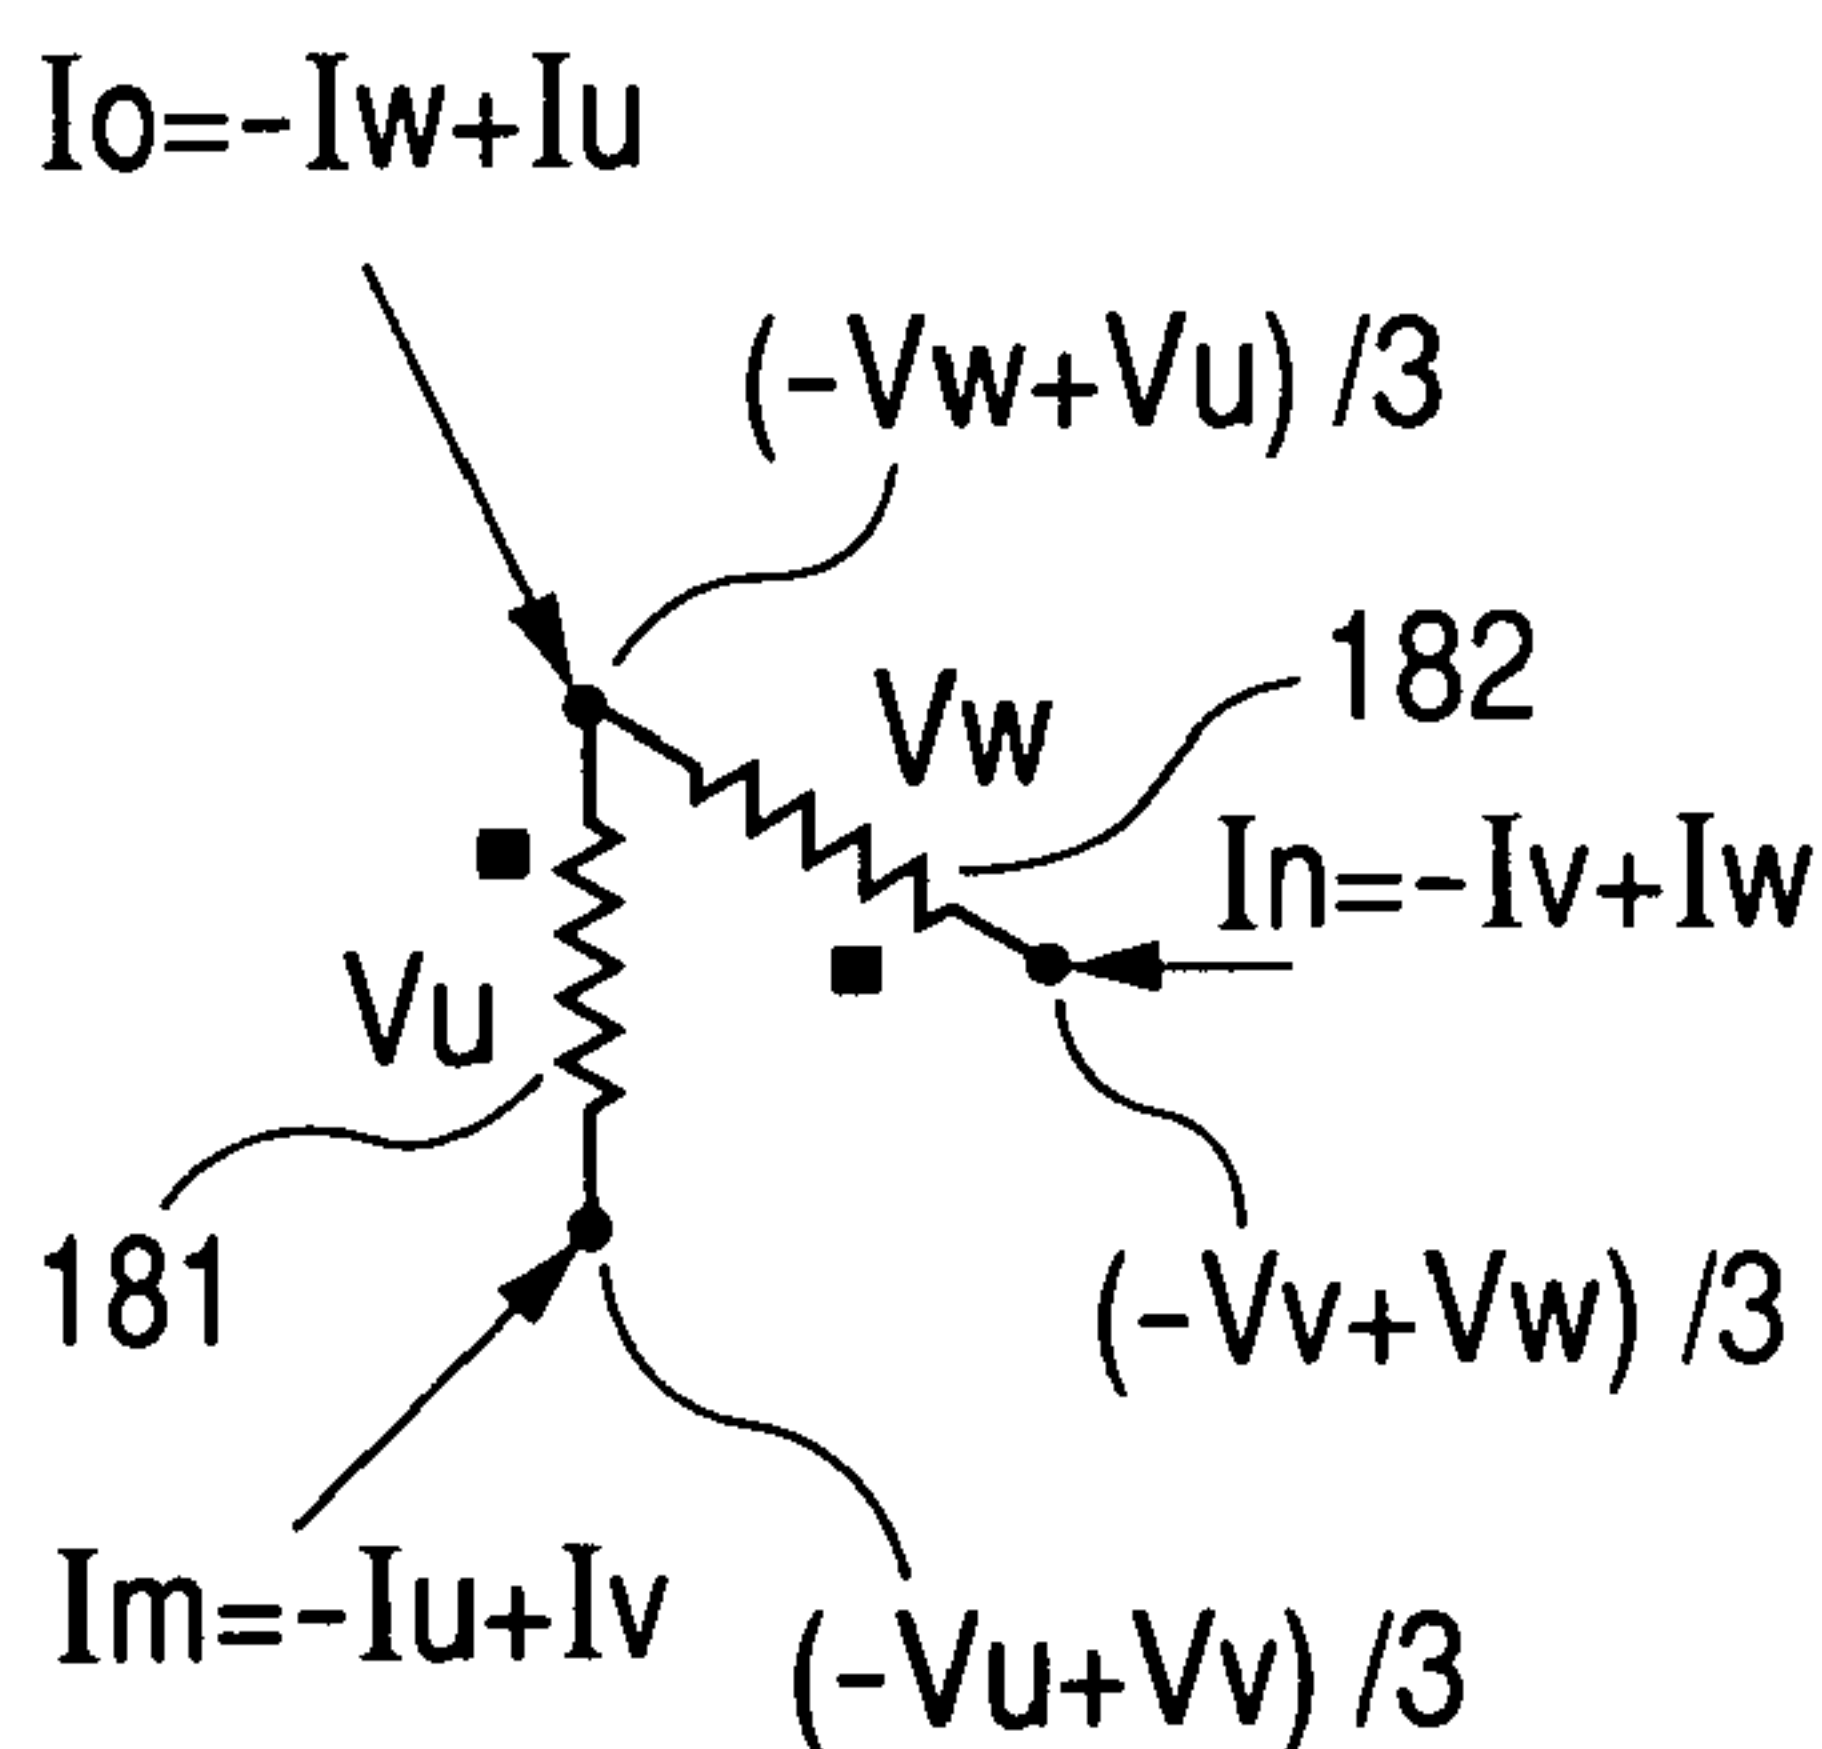 Io=-Iw+Iu
(-Vw+Vu)/3
182
Vw
In=-Iv+Iw
Vu
181
(-Vv+Vw)/3
Im=-Iu+Iv
(-Vu+Vv)/3